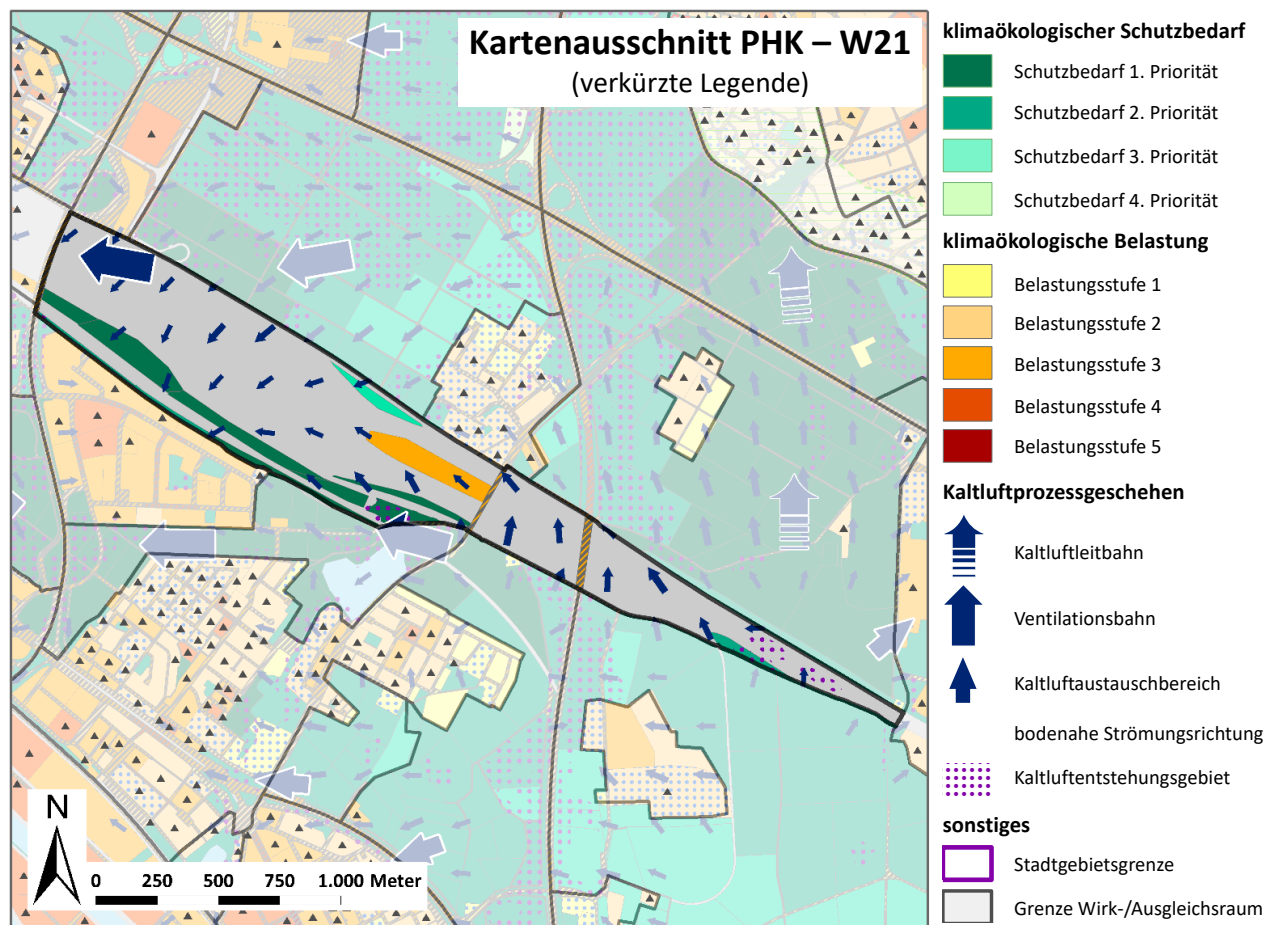 Kartenausschnitt PHK – W21
(verkürzte Legende)
klimaökologischer Schutzbedarf
Schutzbedarf 1. Priorität
Schutzbedarf 2. Priorität
Schutzbedarf 3. Priorität
Schutzbedarf 4. Priorität
klimaökologische Belastung
Belastungsstufe 1
Belastungsstufe 2
Belastungsstufe 3
Belastungsstufe 4
Belastungsstufe 5
Kaltluftprozessgeschehen
Kaltluftleitbahn
Ventilationsbahn
Kaltluftaustauschbereich
bodenahe Strömungsrichtung
Kaltluftentstehungsgebiet
sonstiges
Stadtgebietsgrenze
Grenze Wirk-/Ausgleichsraum
N
0 250 500 750 1.000 Meter